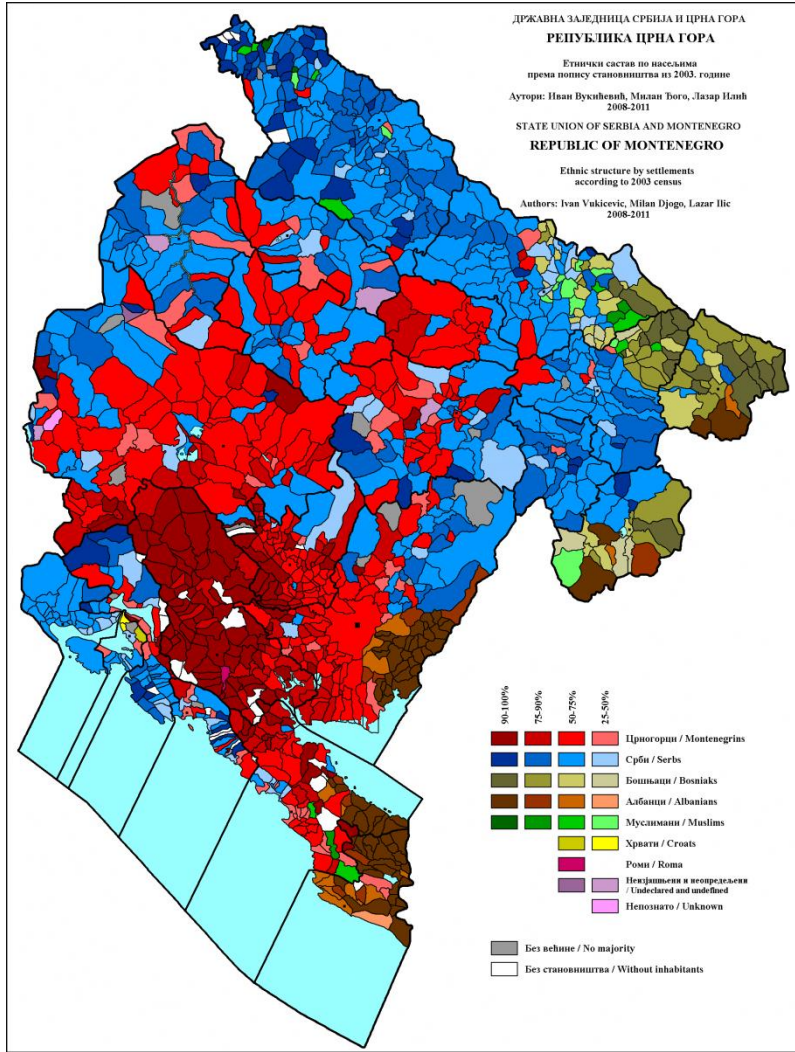 ДРЖАВНА ЗАЈЕДНИЦА СРБИЈА И ЦРНА ГОРА
РЕПУБЛИКА ЦРНА ГОРА
Етнички састав по насељима
према попису становништва из 2003. године
Аутори: Иван Вукићевић, Милан Ђого, Лазар Илић
2008-2011
STATE UNION OF SERBIA AND MONTENEGRO
REPUBLIC OF MONTENEGRO
Ethnic structure by settlements
according to 2003 census
Authors: Ivan Vukicevic, Milan Djogo, Lazar Ilic
2008-2011
90-100% 75-90% 50-75% 25-50%
Црногорци / Montenegrins
Срби / Serbs
Бошњаци / Bosniaks
Албанци / Albanians
Муслимани / Muslims
Хрвати / Croats
Роми / Roma
Неизјашњени и неопредељени
/ Undeclared and undefined
Непознато / Unknown
Без већине / No majority
Без становништва / Without inhabitants